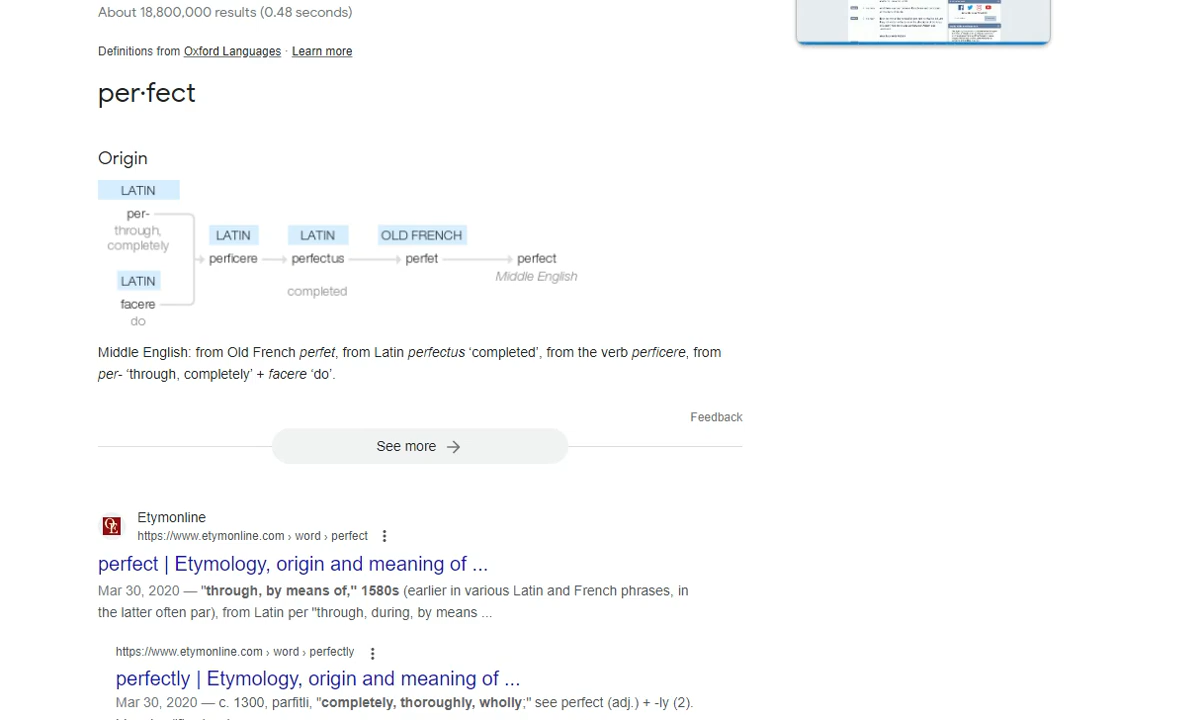 About 18,800,000 results (0.48 seconds)
Definitions from Oxford Languages · Learn more
per·fect
Origin
LATIN
per-
through,
completely
LATIN
facere
do
LATIN
perficere
LATIN
perfectus
completed
OLD FRENCH
perfet
perfect
Middle English
Middle English: from Old French perfet, from Latin perfectus ‘completed’, from the verb perficere, from
per- ‘through, completely’ + facere ‘do’.
Feedback
See more →
Etymonline
https://www.etymonline.com › word › perfect
perfect | Etymology, origin and meaning of ...
Mar 30, 2020 — "through, by means of," 1580s (earlier in various Latin and French phrases, in
the latter often par), from Latin per "through, during, by means ...
https://www.etymonline.com › word › perfectly
perfectly | Etymology, origin and meaning of ...
Mar 30, 2020 — c. 1300, parfitli, "completely, thoroughly, wholly;" see perfect (adj.) + -ly (2).